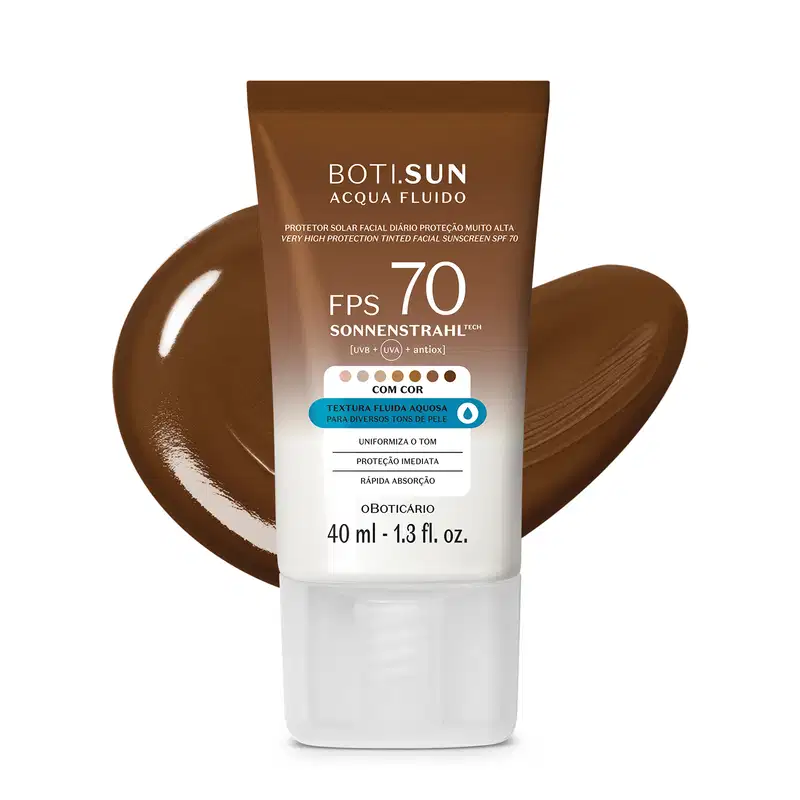 BOTI.SUN
ACQUA FLUIDO
PROTETOR SOLAR FACIAL DIÁRIO PROTEÇÃO MUITO ALTA
VERY HIGH PROTECTION TINTED FACIAL SUNSCREEN SPF 70
FPS 70
SONNENSTRAHL TECH
[UVB + UVA + antiox]
COM COR
TEXTURA FLUIDA AQUOSA
PARA DIVERSOS TONS DE PELE
UNIFORMIZA O TOM
PROTEÇÃO IMEDIATA
RÁPIDA ABSORÇÃO
oBOTICÁRIO
40 ml - 1.3 fl. oz.